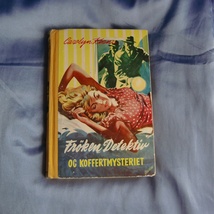 Carolyn Keene
Frøken Detektiv
OG KOFFERTMYSTERIET